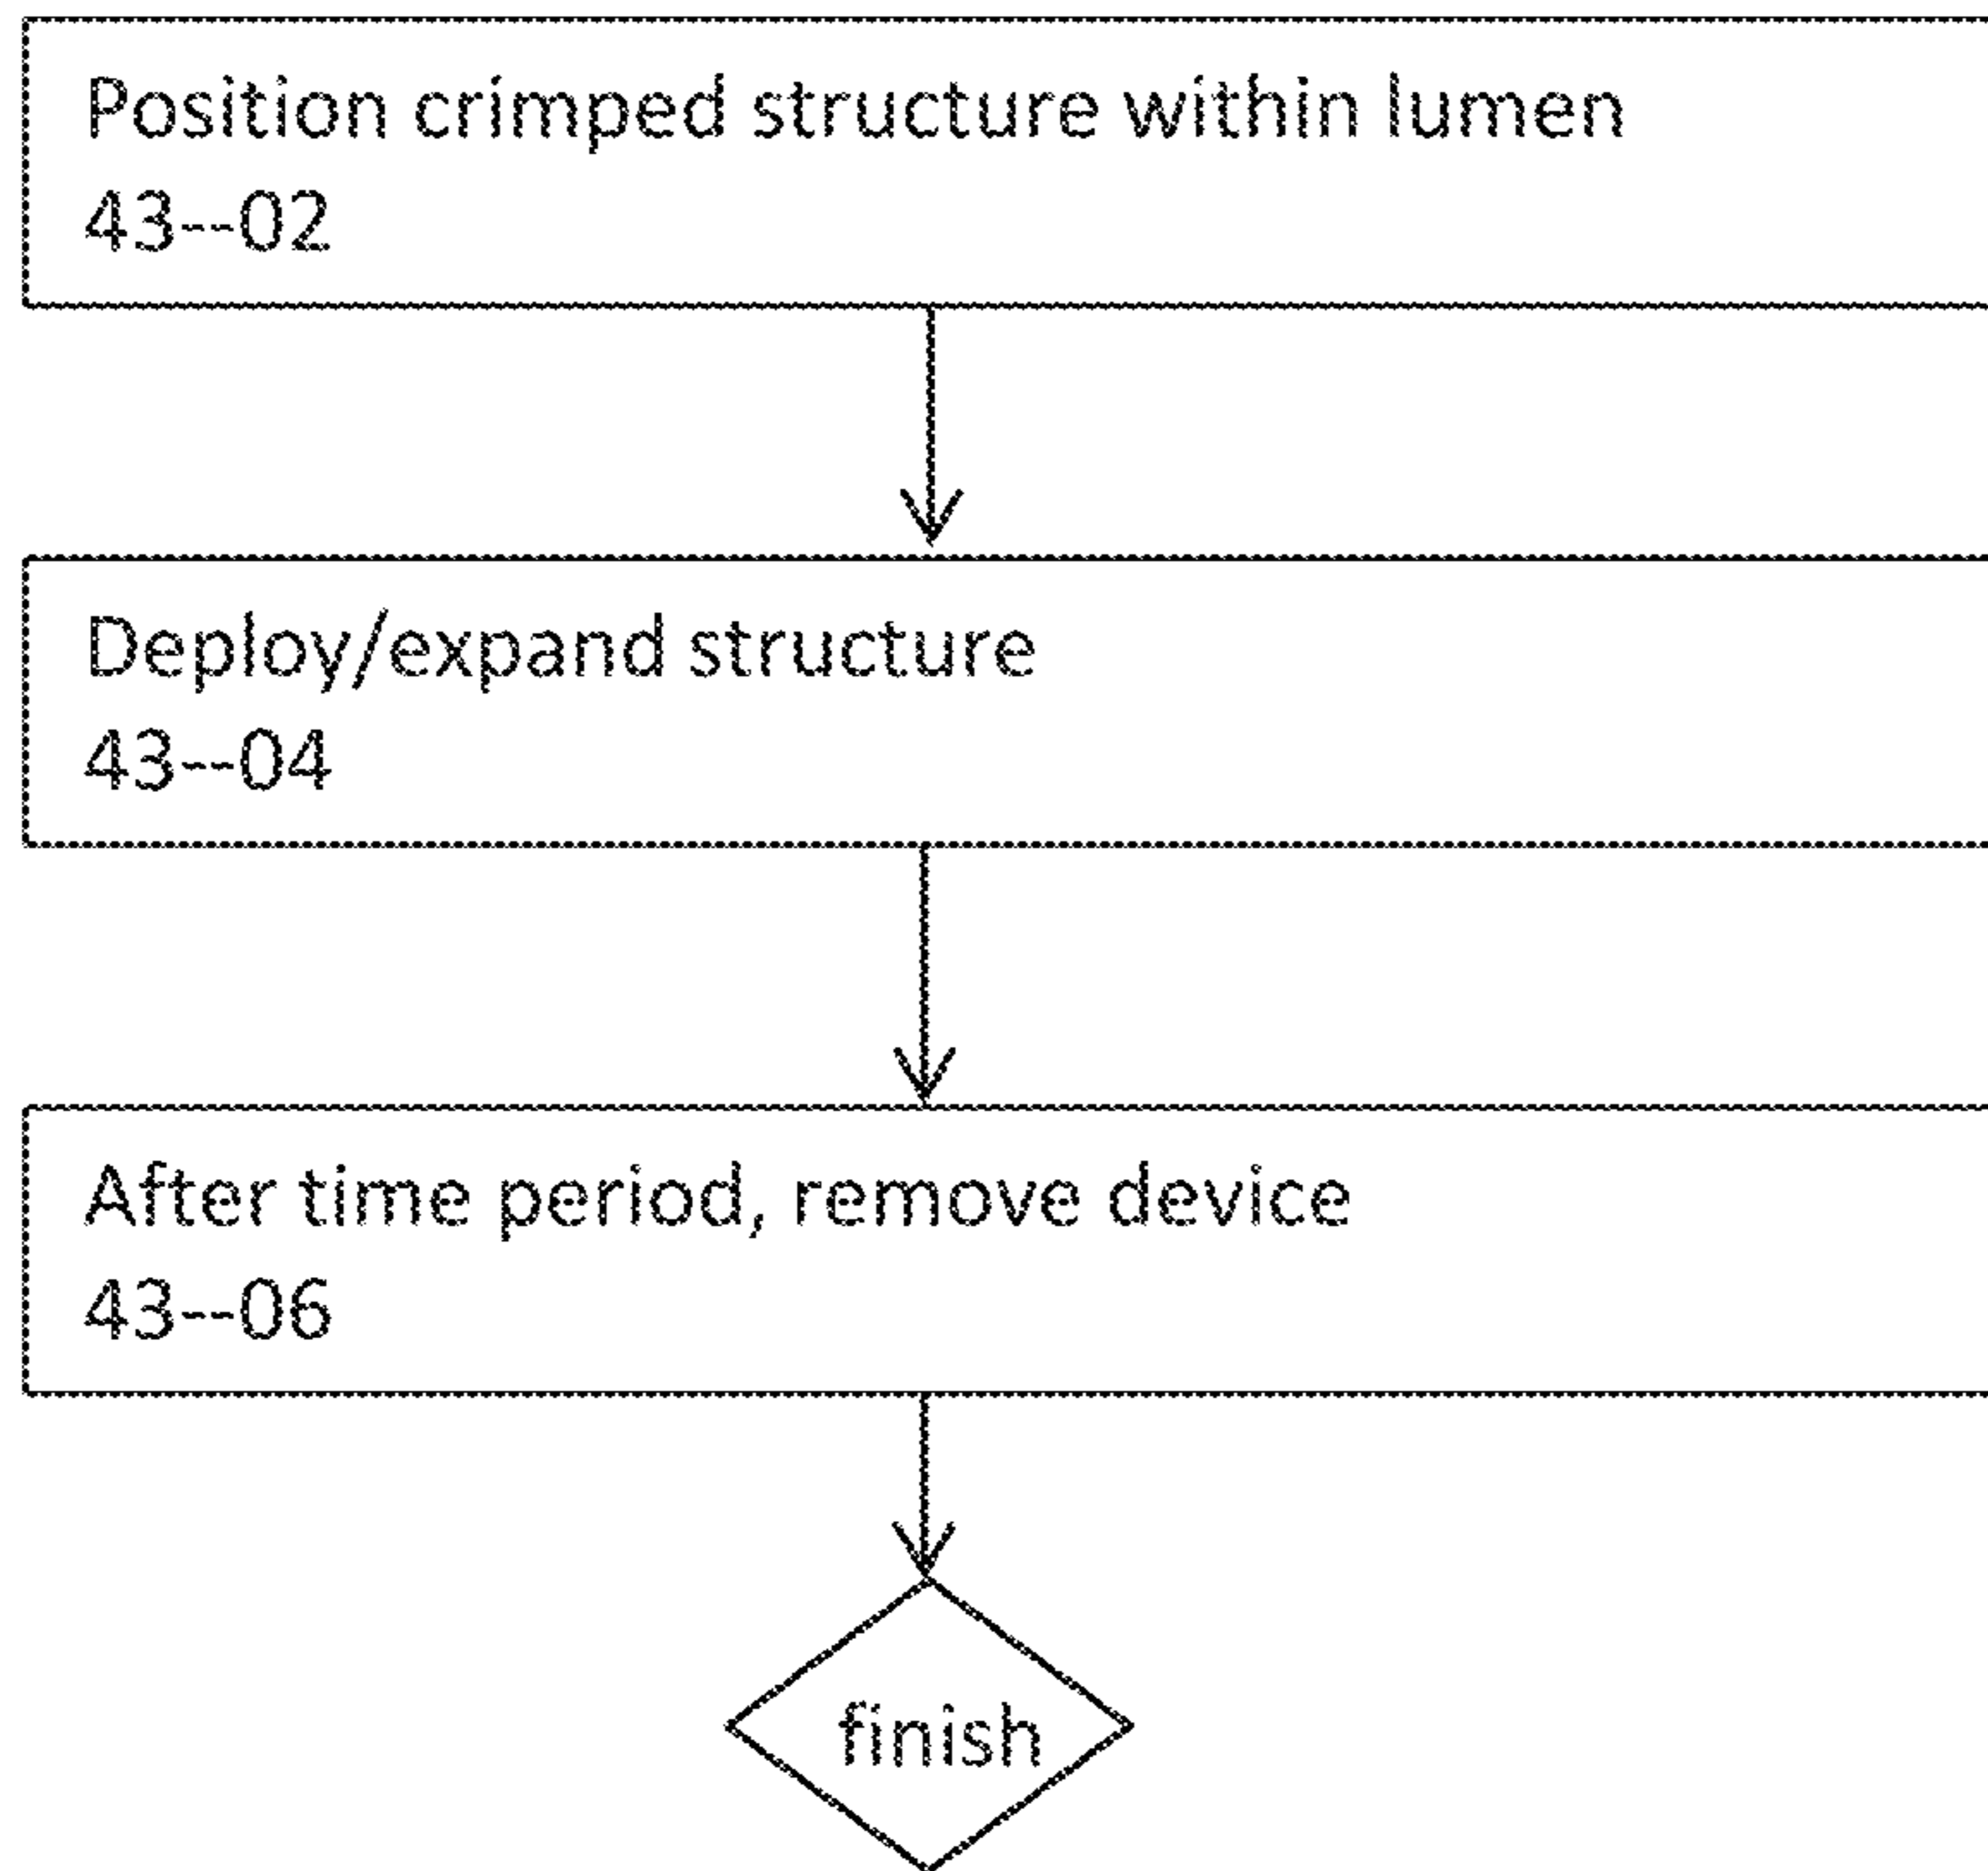 Position crimped structure within lumen
43--02
Deploy/expand structure
43--04
After time period, remove device
43--06
finish